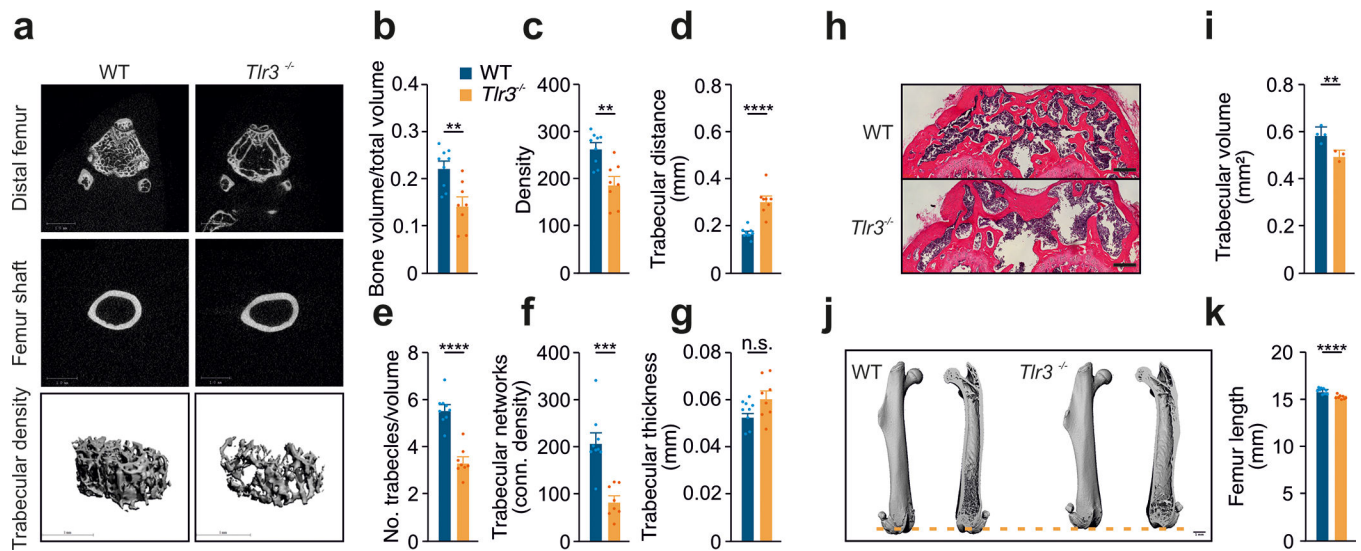 a
WT
Tlr3 -/-
Distal femur
Femur shaft
Trabecular density
b
WT
Tlr3-/-
Bone volume/total volume
0.4
0.3
0.2
0.1
0
**
c
Density
400
300
200
100
0
**
d
Trabecular distance
(mm)
0.8
0.6
0.4
0.2
0
****
e
No. trabecles/volume
8
6
4
2
0
****
f
Trabecular networks
(conn. density)
400
300
200
100
0
***
g
Trabecular thickness
(mm)
0.08
0.06
0.04
0.02
0.0
n.s.
h
WT
Tlr3-/-
i
Trabecular volume
(mm²)
0.8
0.6
0.4
0.2
0
**
j
WT
Tlr3 -/-
k
Femur length
(mm)
20
15
10
5
0
****